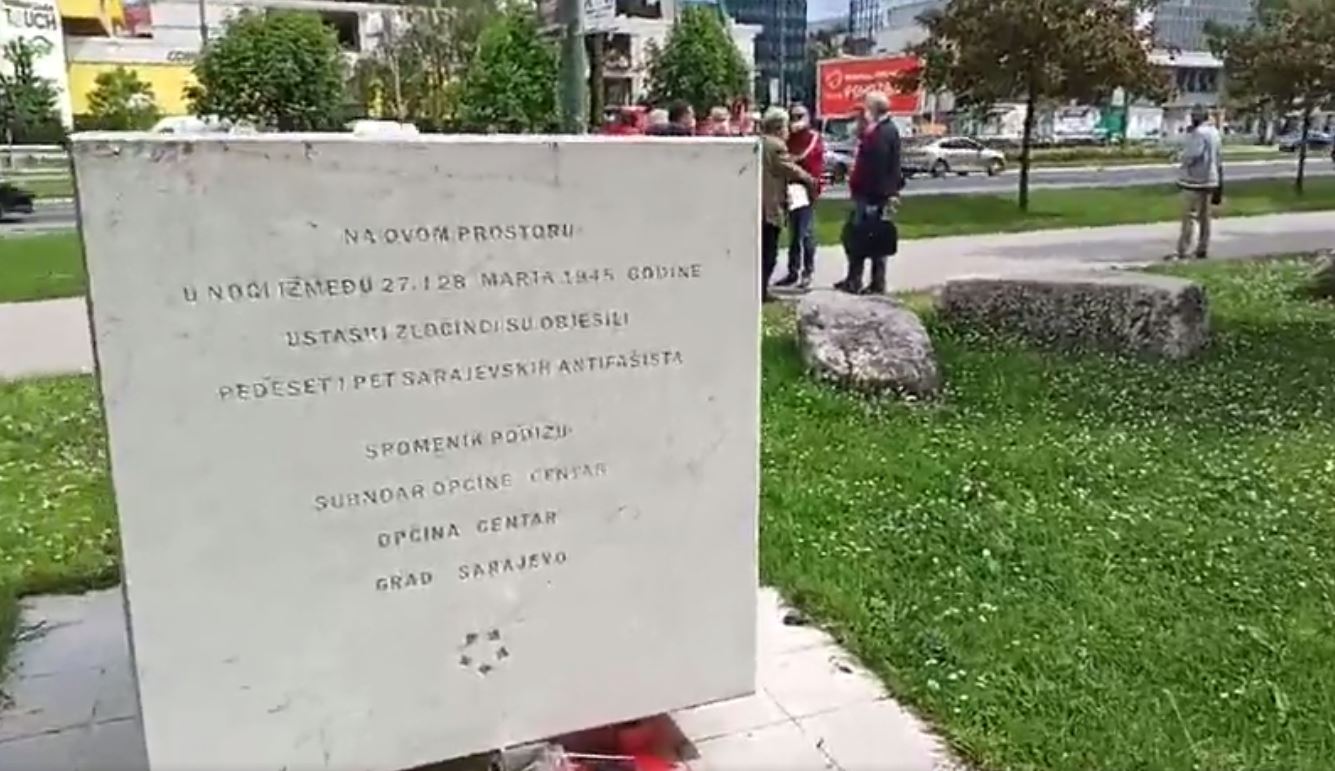 TOUCH
NA OVOM PROSTORU
U NOĆI IZMEĐU 27. I 28 MARTA 1945 GODINE
USTAŠKI ZLOČINCI SU OBJESILI
PEDESET I PET SARAJEVSKIH ANTIFAŠISTA
SPOMENIK PODIŽU
SUBNOAR OPĆINE CENTAR
OPĆINA CENTAR
GRAD SARAJEVO